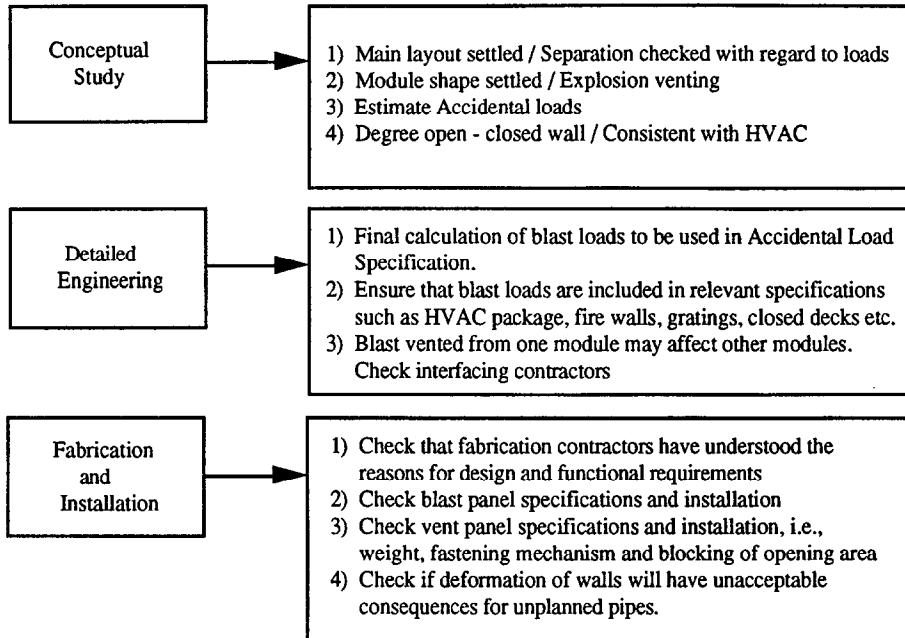 Conceptual
Study
1) Main layout settled / Separation checked with regard to loads
2) Module shape settled / Explosion venting
3) Estimate Accidental loads
4) Degree open - closed wall / Consistent with HVAC
Detailed
Engineering
1) Final calculation of blast loads to be used in Accidental Load
Specification.
2) Ensure that blast loads are included in relevant specifications
such as HVAC package, fire walls, gratings, closed decks etc.
3) Blast vented from one module may affect other modules.
Check interfacing contractors
Fabrication
and
Installation
1) Check that fabrication contractors have understood the
reasons for design and functional requirements
2) Check blast panel specifications and installation
3) Check vent panel specifications and installation, i.e.,
weight, fastening mechanism and blocking of opening area
4) Check if deformation of walls will have unacceptable
consequences for unplanned pipes.